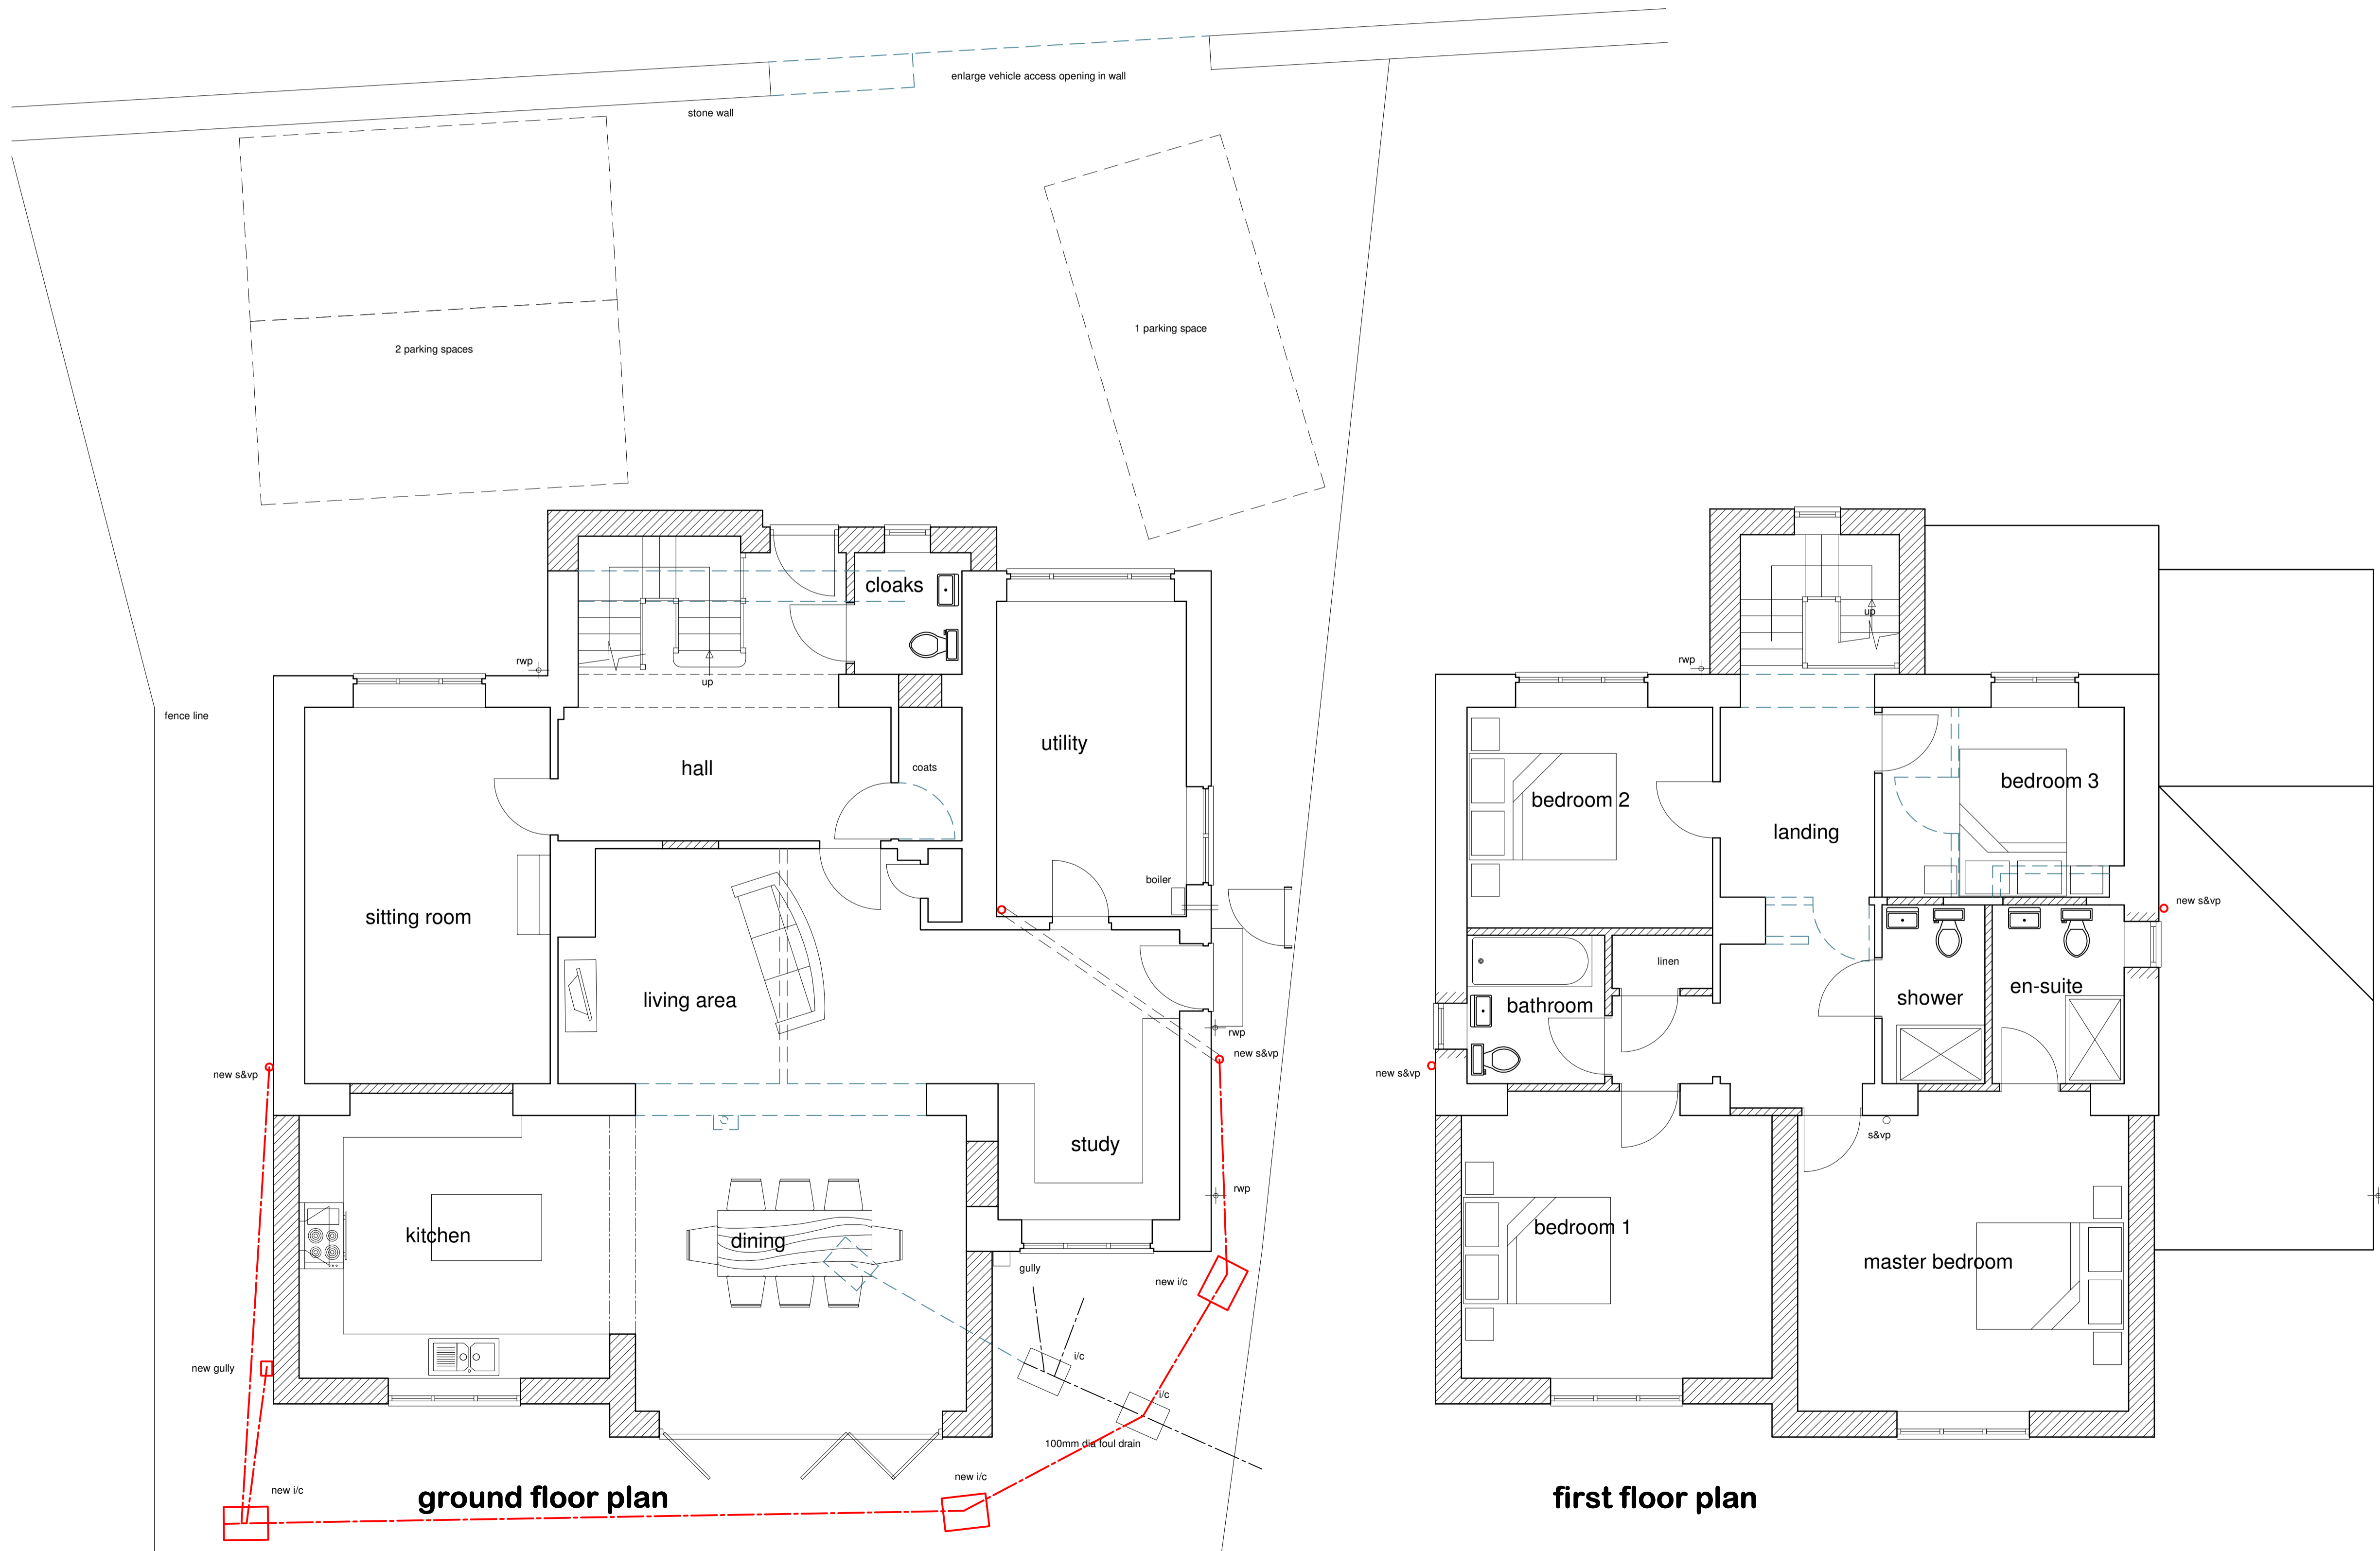 enlarge vehicle access opening in wall
stone wall
1 parking space
2 parking spaces
cloaks
up
rwp
up
rwp
fence line
utility
hall
coats
bedroom 3
bedroom 2
landing
boiler
new s&vp
sitting room
linen
en-suite
living area
shower
bathroom
rwp
new s&vp
new s&vp
new s&vp
study
s&vp
rwp
kitchen
dining
bedroom 1
master bedroom
gully
new i/c
i/c
new gully
i/c
100mm dia foul drain
new i/c
new i/c
ground floor plan
first floor plan